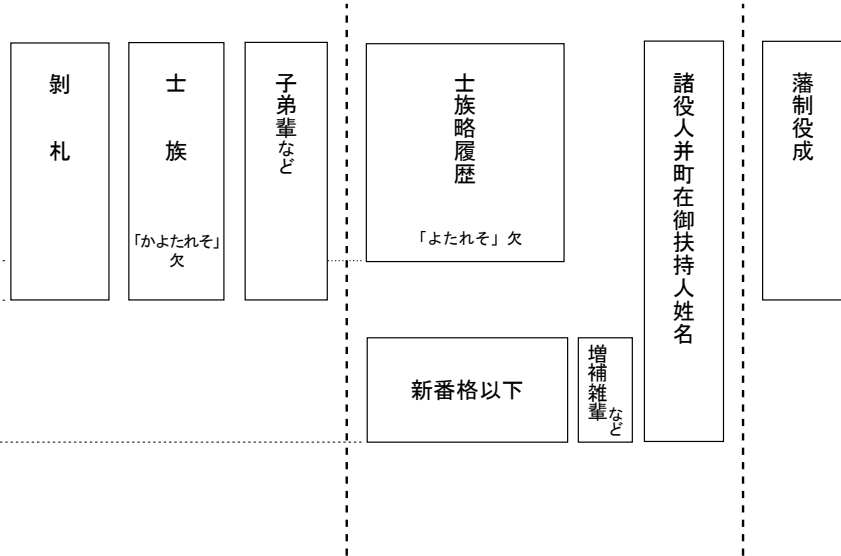 藩制役成
諸役人并町在御扶持人姓名
士族略履歴
「よたれそ」欠
増補雑輩など
新番格以下
子弟輩など
士族
「かよたれそ」
欠
剝札